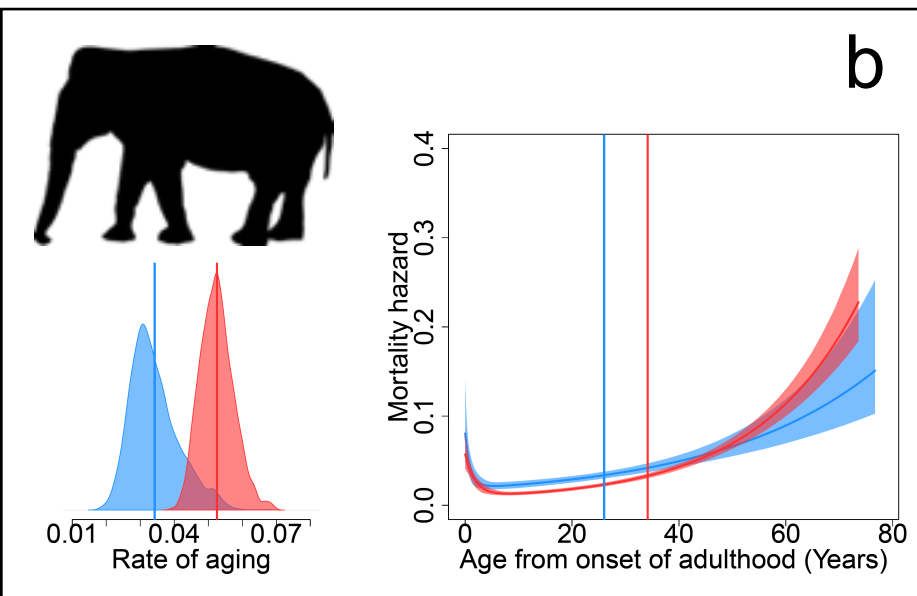 b
0.4
0.3
0.2
0.1
0.0
Mortality hazard
0 20 40 60 80
Age from onset of adulthood (Years)
0.01 0.04 0.07
Rate of aging